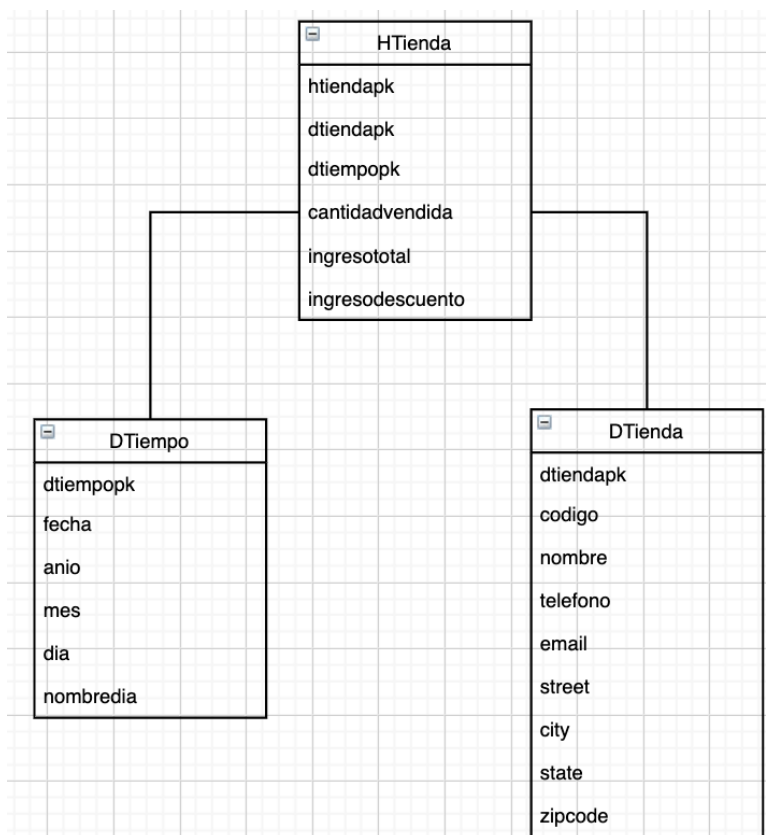 HTienda
htiendapk
dtiendapk
dtiempopk
cantidadvendida
ingresototal
ingresodescuento
DTiempo
dtiempopk
fecha
anio
mes
dia
nombredia
DTienda
dtiendapk
codigo
nombre
telefono
email
street
city
state
zipcode